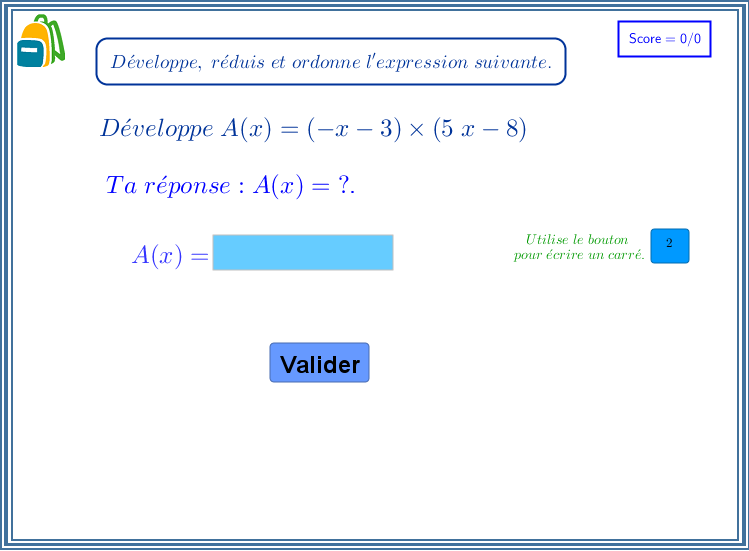 Score = 0/0
Développe, réduis et ordonne l'expression suivante.
Développe A(x) = (−x − 3) × (5 x − 8)
Ta réponse : A(x) = ?.
A(x) =
Utilise le bouton
pour écrire un carré.
2
Valider